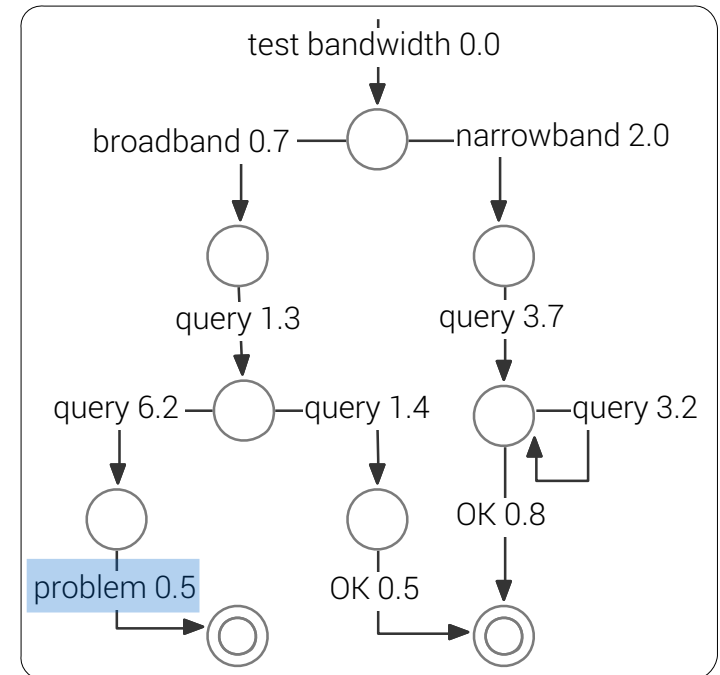 test bandwidth 0.0
broadband 0.7
narrowband 2.0
query 1.3
query 3.7
query 6.2
query 1.4
query 3.2
OK 0.8
problem 0.5
OK 0.5